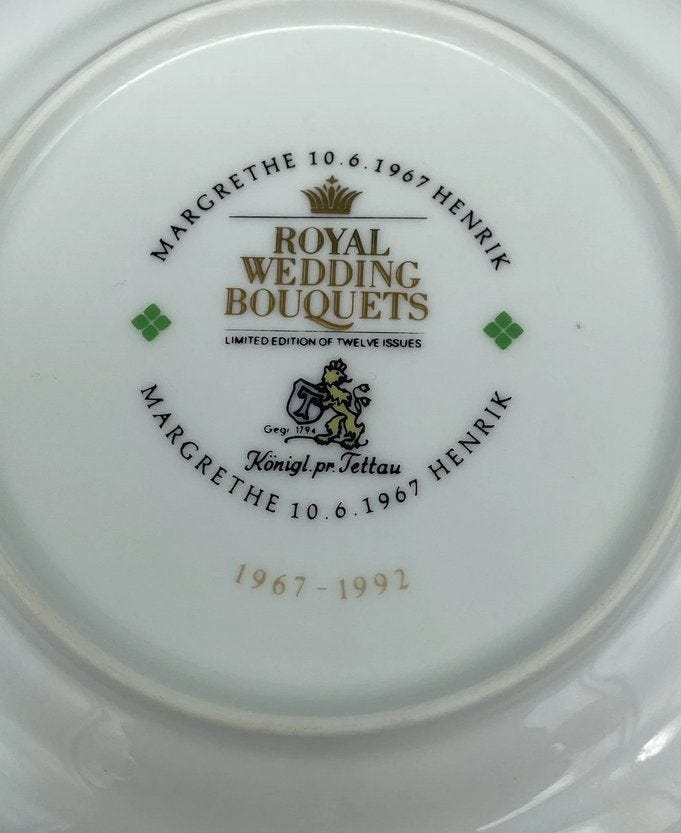 MARGRETHE 10.6.1967 HENRIK
ROYAL
WEDDING
BOUQUETS
LIMITED EDITION OF TWELVE ISSUES
T
Gegr. 1794
Königl.pr.Tettau
MARGRETHE 10.6.1967 HENRIK
1967-1992